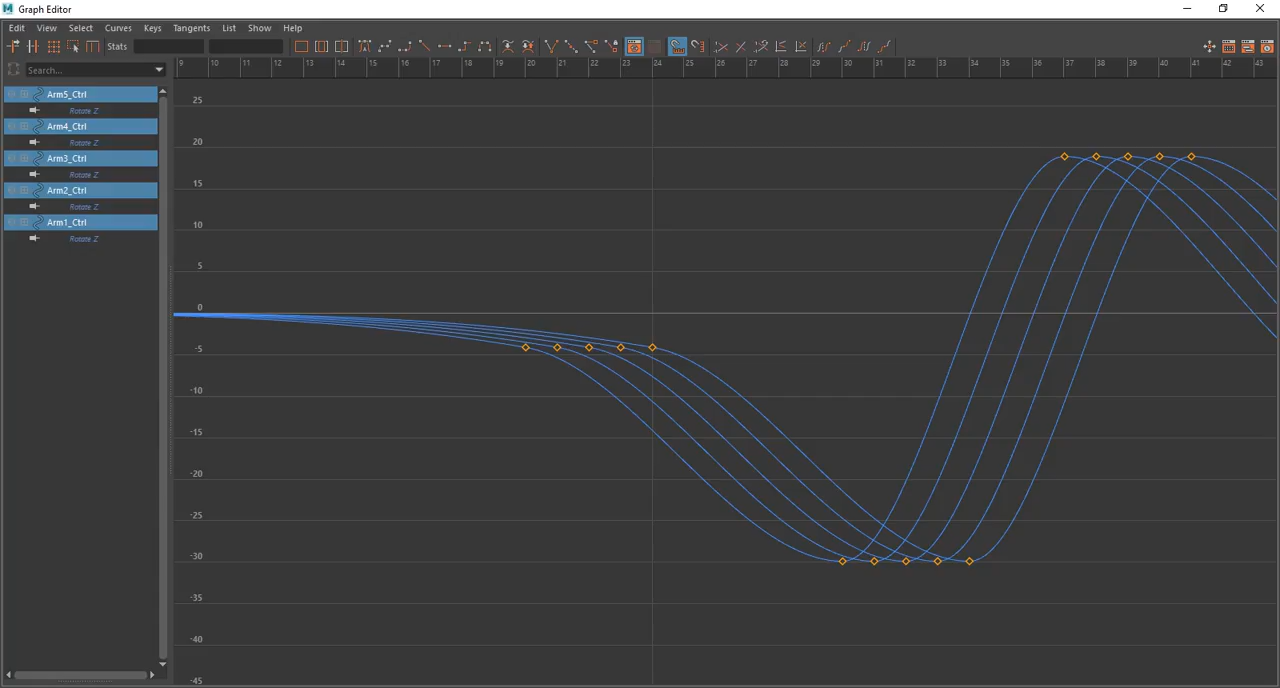 Graph Editor
Edit View Select Curves Keys Tangents List Show Help
Stats
Search...
9 10 11 12 13 14 15 16 17 18 19 20 21 22 23 24 25 26 27 28 29 30 31 32 33 34 35 36 37 38 39 40 41 42 43
Arm5_Ctrl
Rotate Z
Arm4_Ctrl
Rotate Z
Arm3_Ctrl
Rotate Z
Arm2_Ctrl
Rotate Z
Arm1_Ctrl
Rotate Z
25
20
15
10
5
0
-5
-10
-15
-20
-25
-30
-35
-40
-45